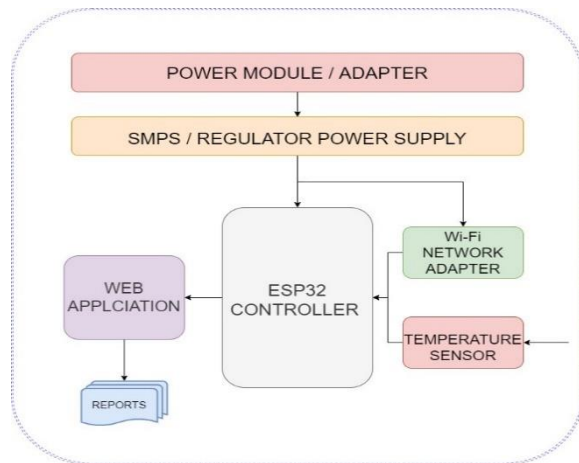 POWER MODULE / ADAPTER
SMPS / REGULATOR POWER SUPPLY
Wi-Fi
NETWORK
ADAPTER
WEB
APPLCIATION
ESP32
CONTROLLER
TEMPERATURE
SENSOR
REPORTS